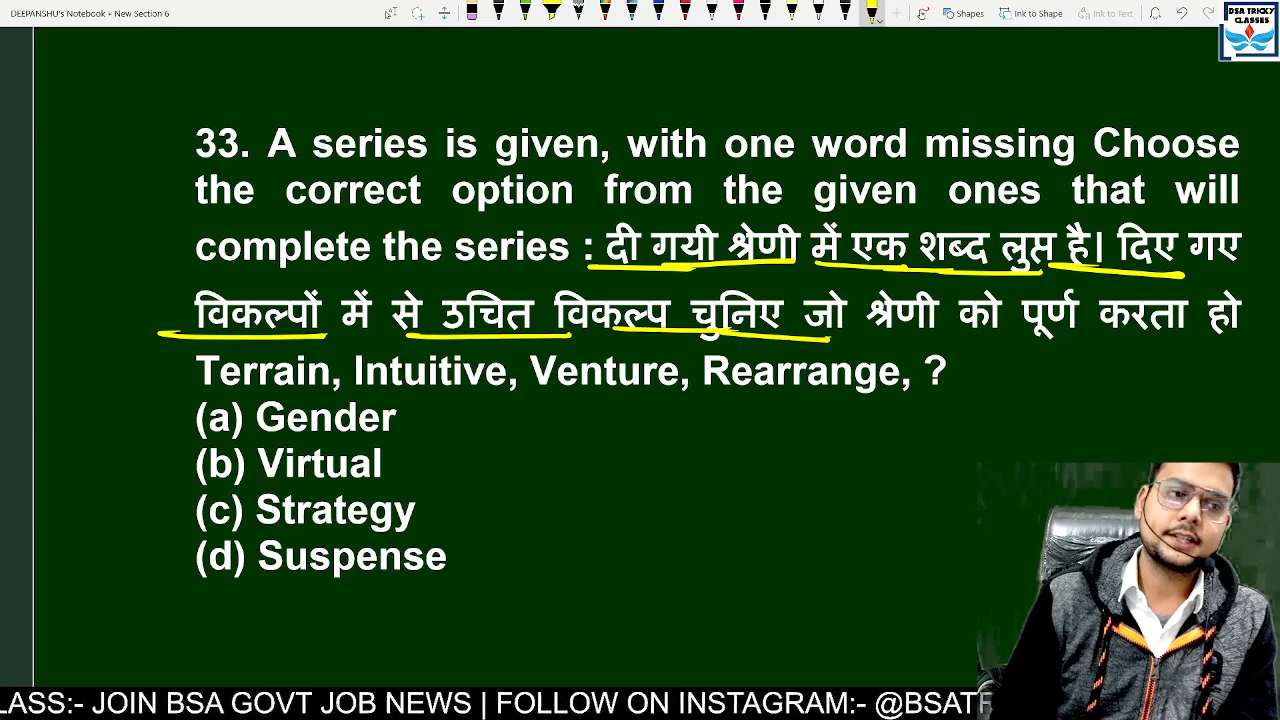 DEEPANSHU's Notebook ▸ New Section 6
Shapes
Ink to Shape
Ink to Text
BSA TRICKY
CLASSES
33. A series is given, with one word missing Choose
the correct option from the given ones that will
complete the series : दी गयी श्रेणी में एक शब्द लुप्त है। दिए गए
विकल्पों में से उचित विकल्प चुनिए जो श्रेणी को पूर्ण करता हो
Terrain, Intuitive, Venture, Rearrange, ?
(a) Gender
(b) Virtual
(c) Strategy
(d) Suspense
LASS:- JOIN BSA GOVT JOB NEWS | FOLLOW ON INSTAGRAM:- @BSATR